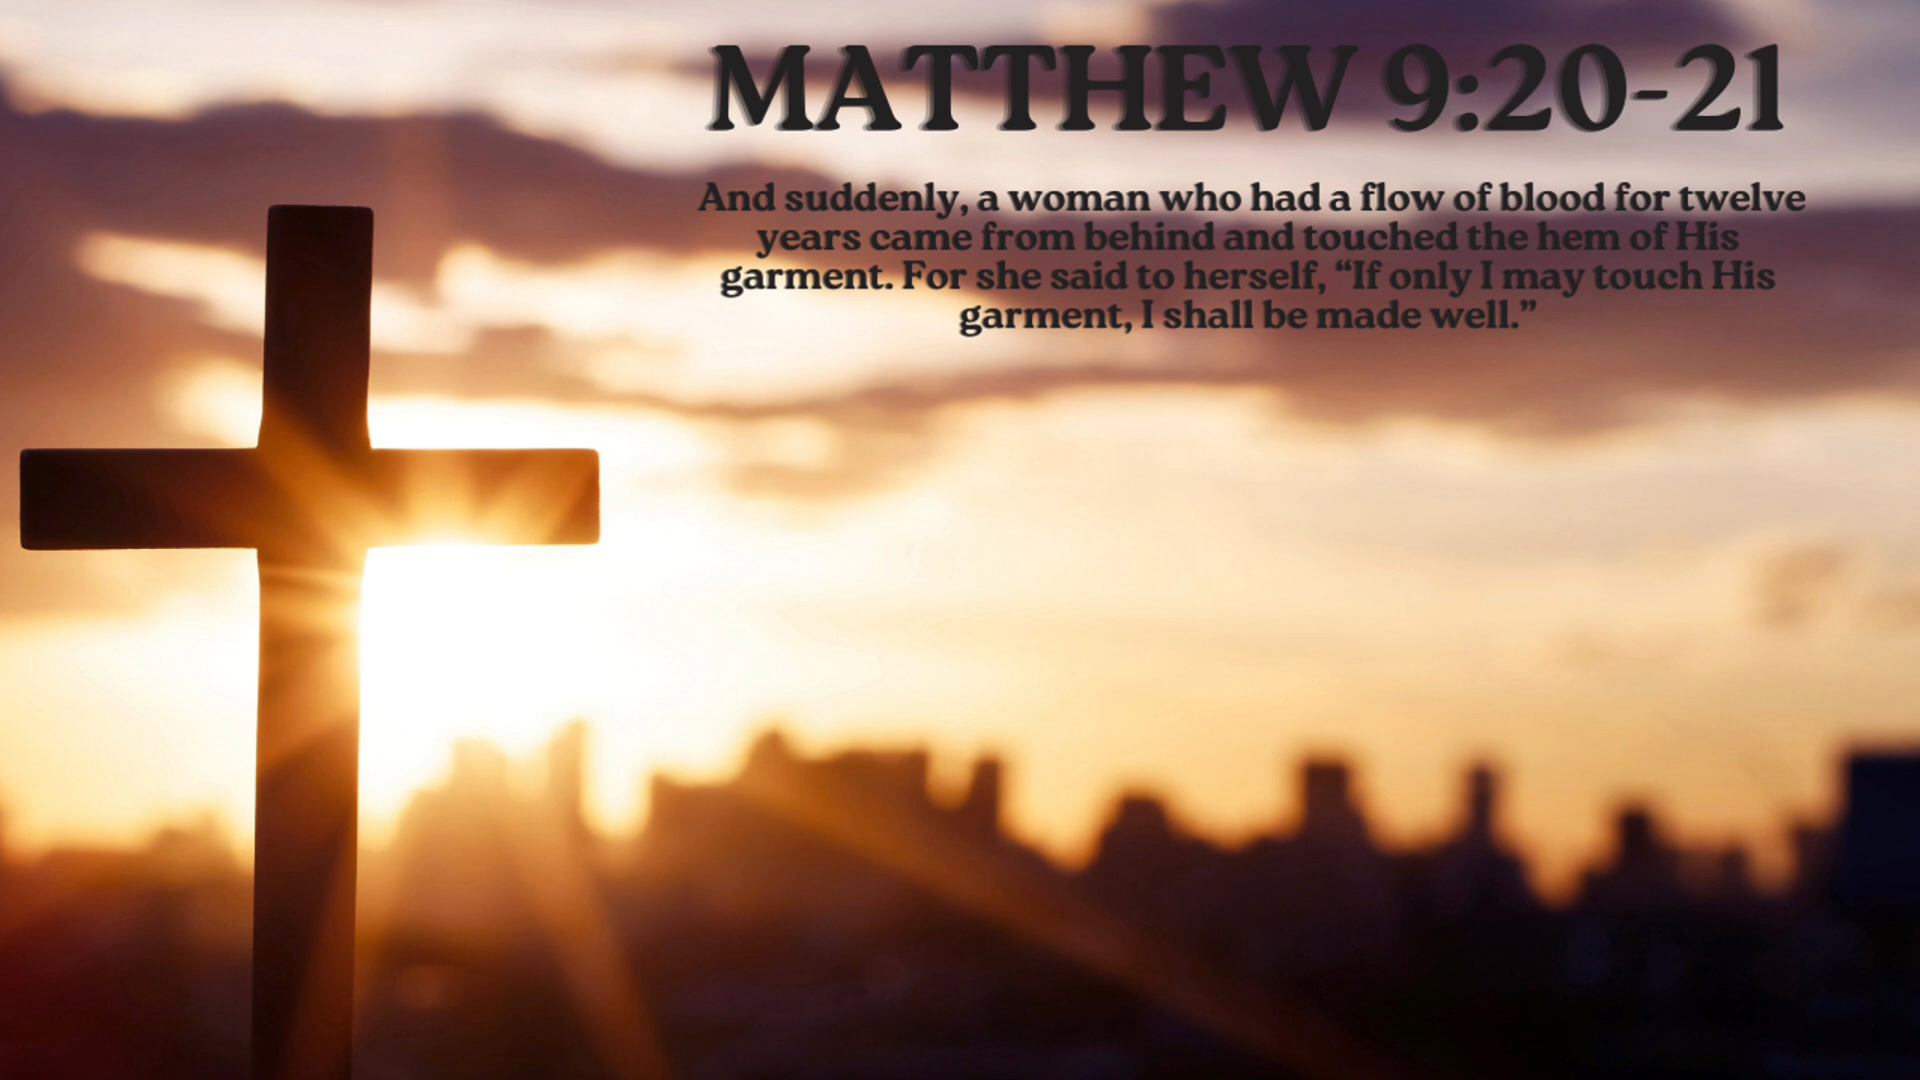 MATTHEW 9:20-21
And suddenly, a woman who had a flow of blood for twelve
years came from behind and touched the hem of His
garment. For she said to herself, “If only I may touch His
garment, I shall be made well.”